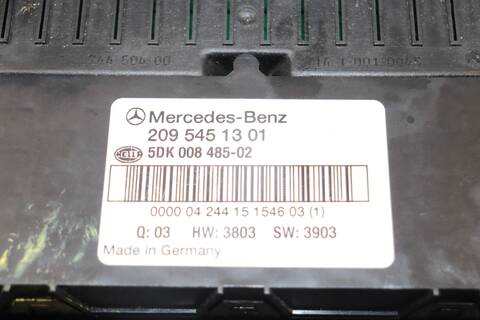 Mercedes-Benz
209 545 13 01
Hella 5DK 008 485-02
0000 04 244 15 1546 03 (1)
Q: 03 HW: 3803 SW: 3903
Made in Germany